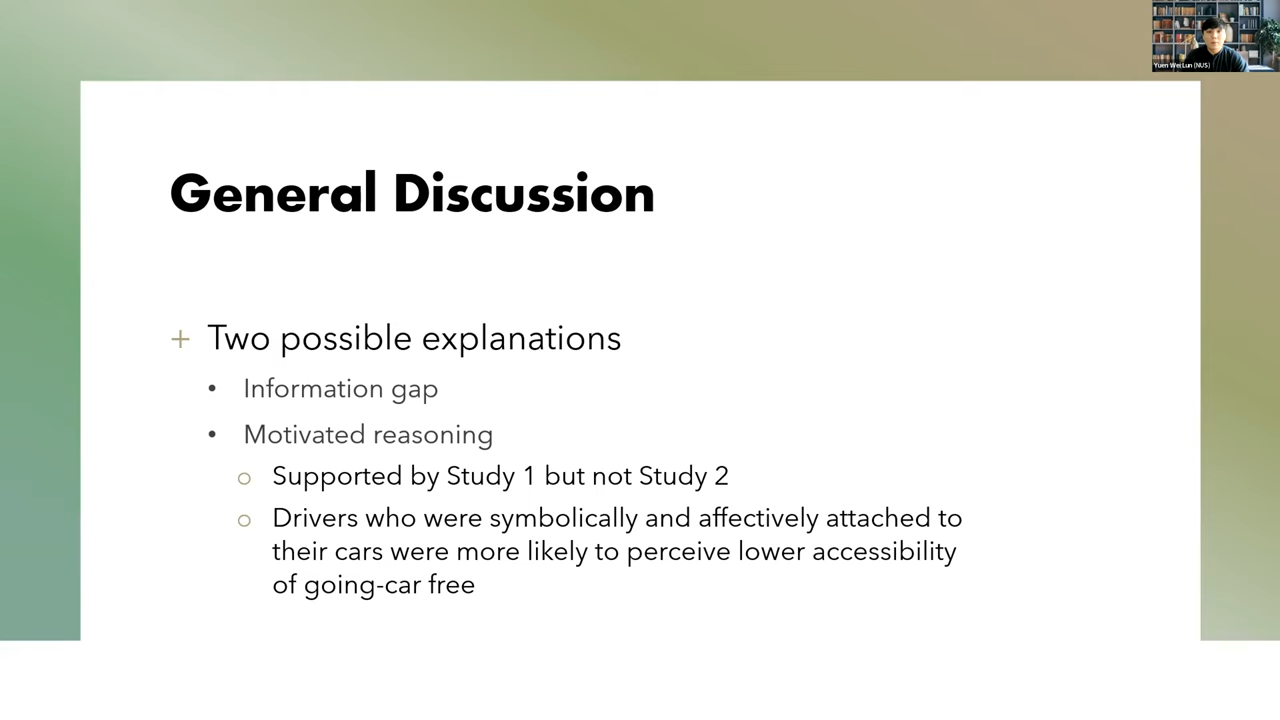 Yuen Wei Lun (NUS)
General Discussion
+ Two possible explanations
• Information gap
• Motivated reasoning
o Supported by Study 1 but not Study 2
o Drivers who were symbolically and affectively attached to
their cars were more likely to perceive lower accessibility
of going-car free